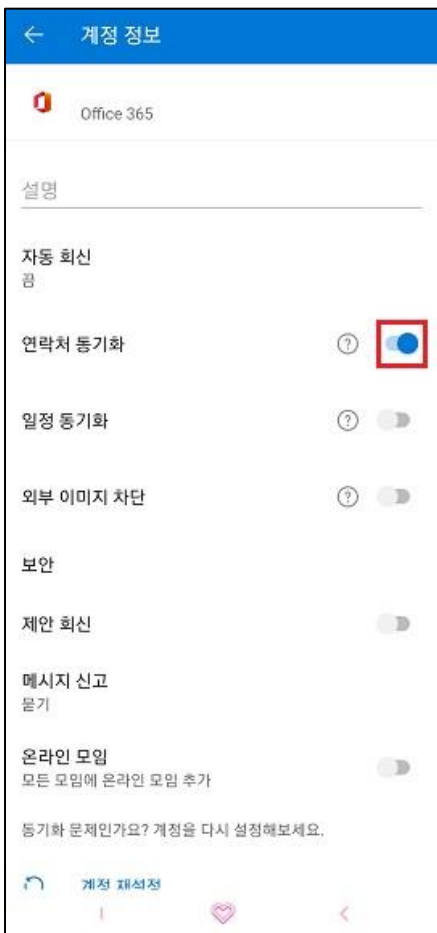 계정 정보
Office 365
설명
자동 회신
끔
연락처 동기화
일정 동기화
외부 이미지 차단
보안
제안 회신
메시지 신고
묻기
온라인 모임
모든 모임에 온라인 모임 추가
동기화 문제인가요? 계정을 다시 설정해보세요.
계정 재설정